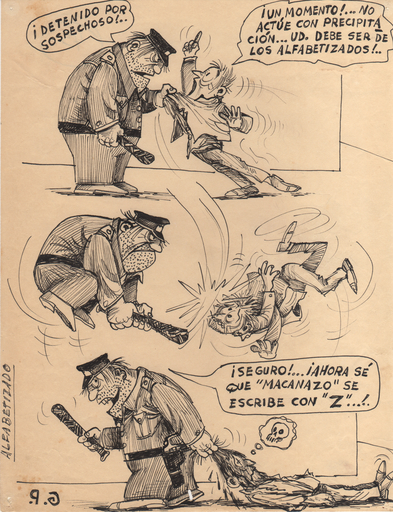 ¡DETENIDO POR
SOSPECHOSO!..
¡UN MOMENTO!... NO
ACTÚE CON PRECIPITA
CIÓN... UD. DEBE SER DE
LOS ALFABETIZADOS!..
¡SEGURO!... ¡AHORA SÉ
QUE "MACANAZO" SE
ESCRIBE CON "Z"..!.
ALFABETIZADO
G.P.